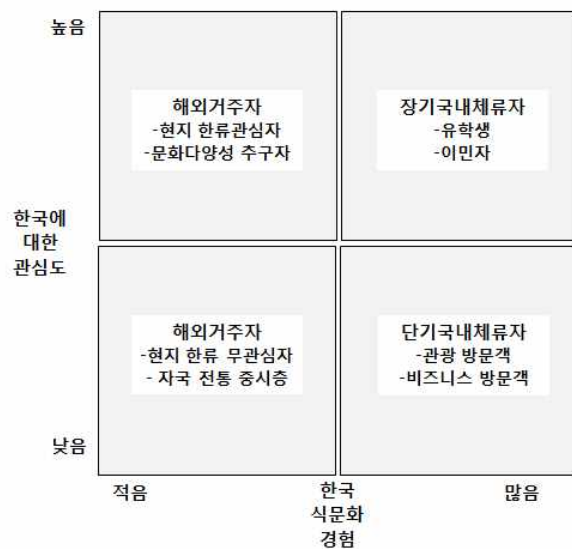 높음
해외거주자
-현지 한류관심자
-문화다양성 추구자
장기국내체류자
-유학생
-이민자
한국에
대한
관심도
해외거주자
-현지 한류 무관심자
- 자국 전통 중시층
단기국내체류자
-관광 방문객
-비즈니스 방문객
낮음
적음
한국
식문화
경험
많음